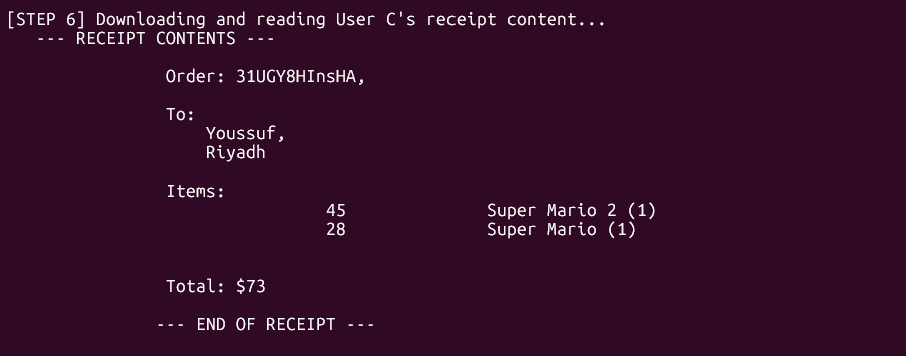 [STEP 6] Downloading and reading User C's receipt content...
--- RECEIPT CONTENTS ---
Order: 31UGY8HInsHA,
To:
Youssuf,
Riyadh
Items:
45 Super Mario 2 (1)
28 Super Mario (1)
Total: $73
--- END OF RECEIPT ---